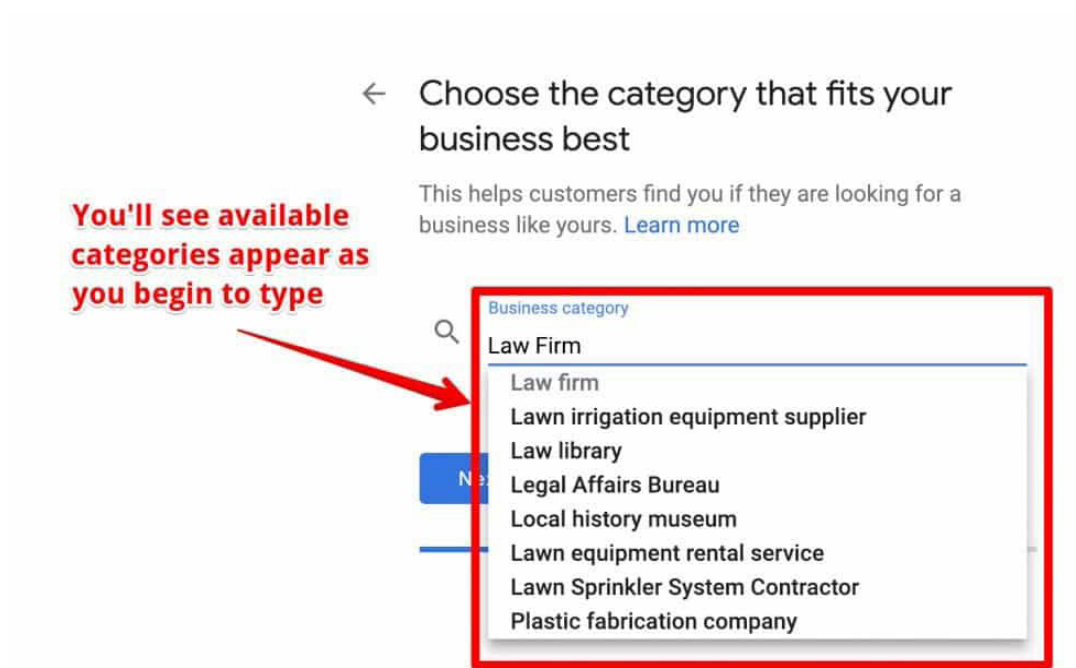 Choose the category that fits your
business best
This helps customers find you if they are looking for a
business like yours. Learn more
You'll see available
categories appear as
you begin to type
Business category
Law Firm
Law firm
Lawn irrigation equipment supplier
Law library
Legal Affairs Bureau
Local history museum
Lawn equipment rental service
Lawn Sprinkler System Contractor
Plastic fabrication company